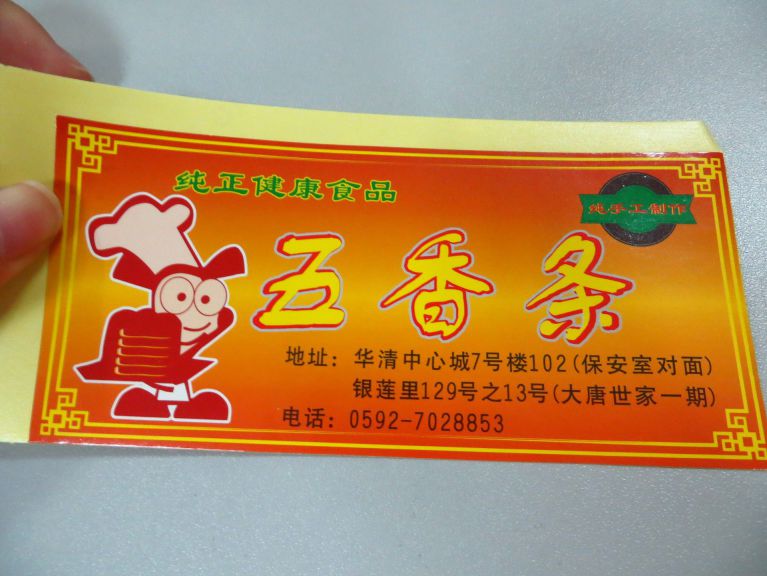 纯正健康食品
纯手工制作
五香条
地址：华清中心城7号楼102(保安室对面)
银莲里129号之13号(大唐世家一期)
电话：0592-7028853